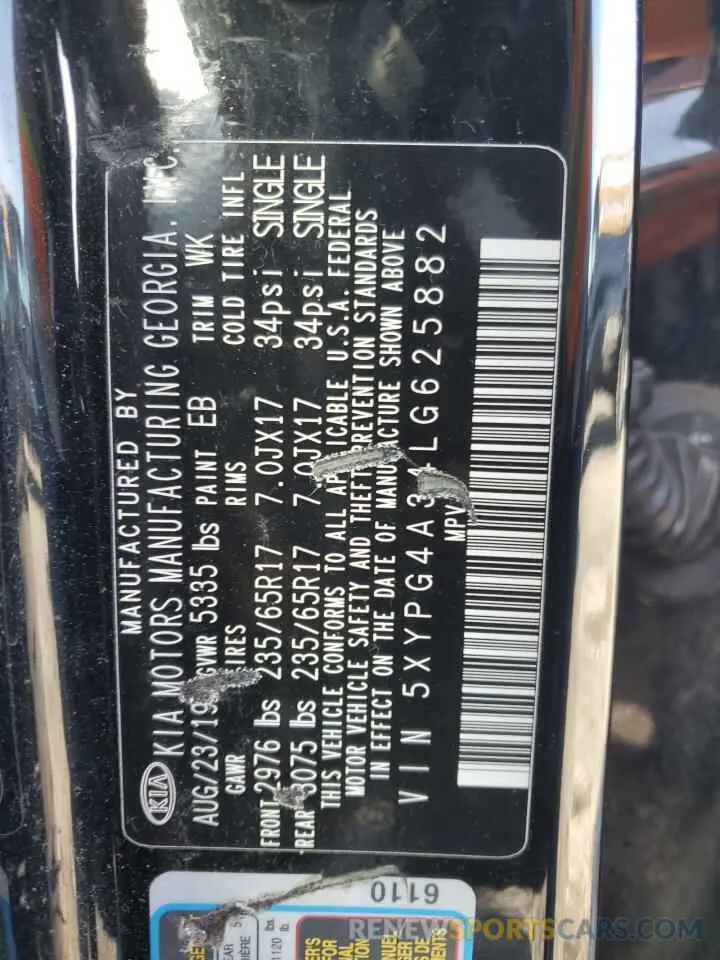 MANUFACTURED BY
KIA KIA MOTORS MANUFACTURING GEORGIA, INC.
AUG/23/19 GVWR 5335 lbs PAINT EB TRIM WK
GAWR TIRES RIMS COLD TIRE INFL
FRONT 2976 lbs 235/65R17 7.0JX17 34psi SINGLE
REAR 3075 lbs 235/65R17 7.0JX17 34psi SINGLE
THIS VEHICLE CONFORMS TO ALL APPLICABLE U.S.A. FEDERAL
MOTOR VEHICLE SAFETY AND THEFT PREVENTION STANDARDS
IN EFFECT ON THE DATE OF MANUFACTURE SHOWN ABOVE
VIN 5XYPG4A34LG625882
MPV
6110
RENEWSPORTSCARS.COM